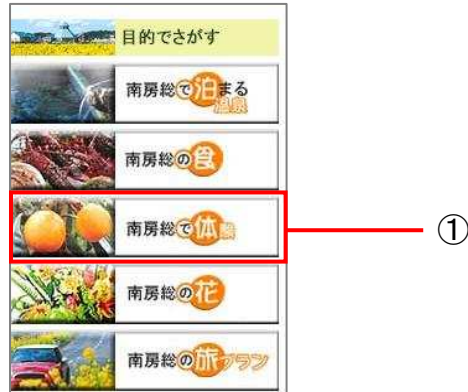 目的でさがす
南房総で泊まる
温泉
南房総の食
南房総で体験
①
南房総の花
南房総の旅プラン